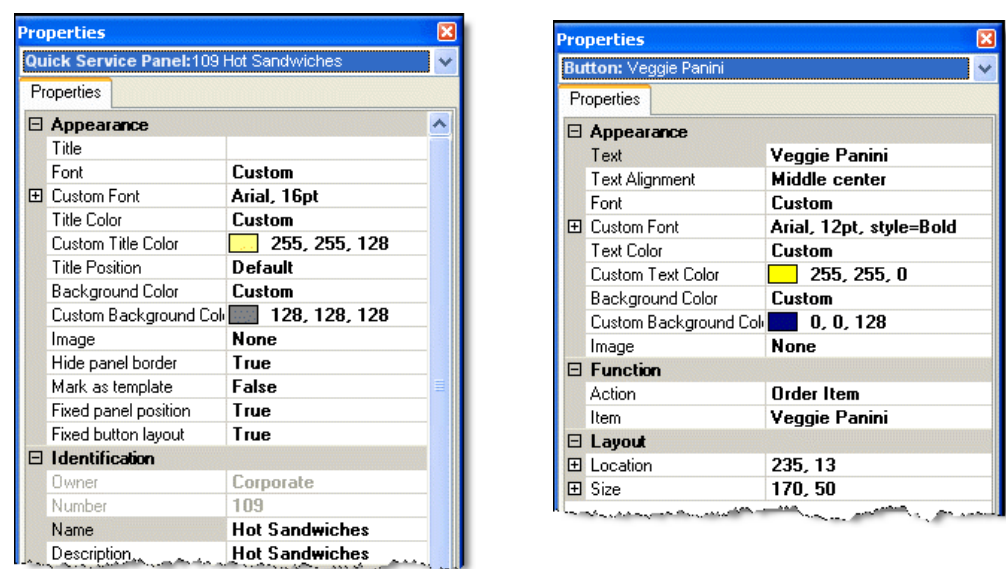 Properties
Quick Service Panel:109 Hot Sandwiches
Properties
Appearance
Title
Font Custom
Custom Font Arial, 16pt
Title Color Custom
Custom Title Color 255, 255, 128
Title Position Default
Background Color Custom
Custom Background Col 128, 128, 128
Image None
Hide panel border True
Mark as template False
Fixed panel position True
Fixed button layout True
Identification
Owner Corporate
Number 109
Name Hot Sandwiches
Description Hot Sandwiches
Properties
Button: Veggie Panini
Properties
Appearance
Text Veggie Panini
Text Alignment Middle center
Font Custom
Custom Font Arial, 12pt, style=Bold
Text Color Custom
Custom Text Color 255, 255, 0
Background Color Custom
Custom Background Col 0, 0, 128
Image None
Function
Action Order Item
Item Veggie Panini
Layout
Location 235, 13
Size 170, 50